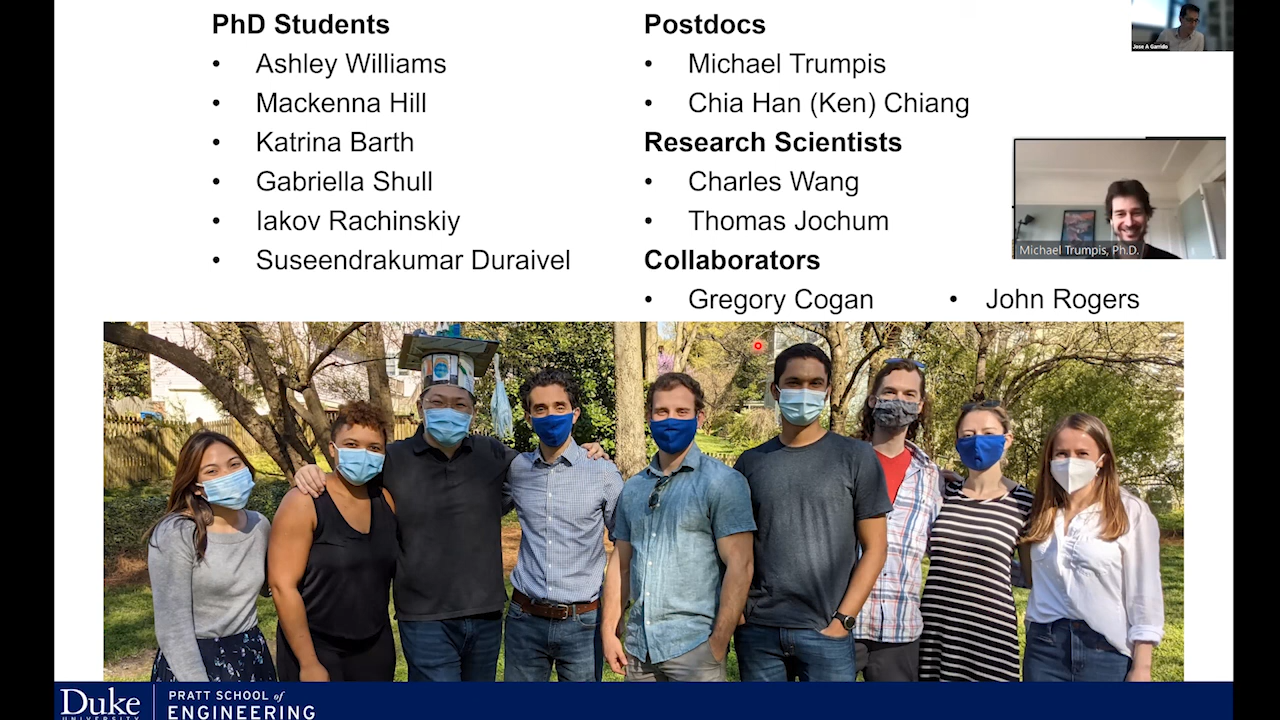 PhD Students
• Ashley Williams
• Mackenna Hill
• Katrina Barth
• Gabriella Shull
• Iakov Rachinskiy
• Suseendrakumar Duraivel
Postdocs
• Michael Trumpis
• Chia Han (Ken) Chiang
Research Scientists
• Charles Wang
• Thomas Jochum
Collaborators
• Gregory Cogan • John Rogers
Jose A Garrido
Michael Trumpis, Ph.D.
Duke
UNIVERSITY
PRATT SCHOOL of
ENGINEERING